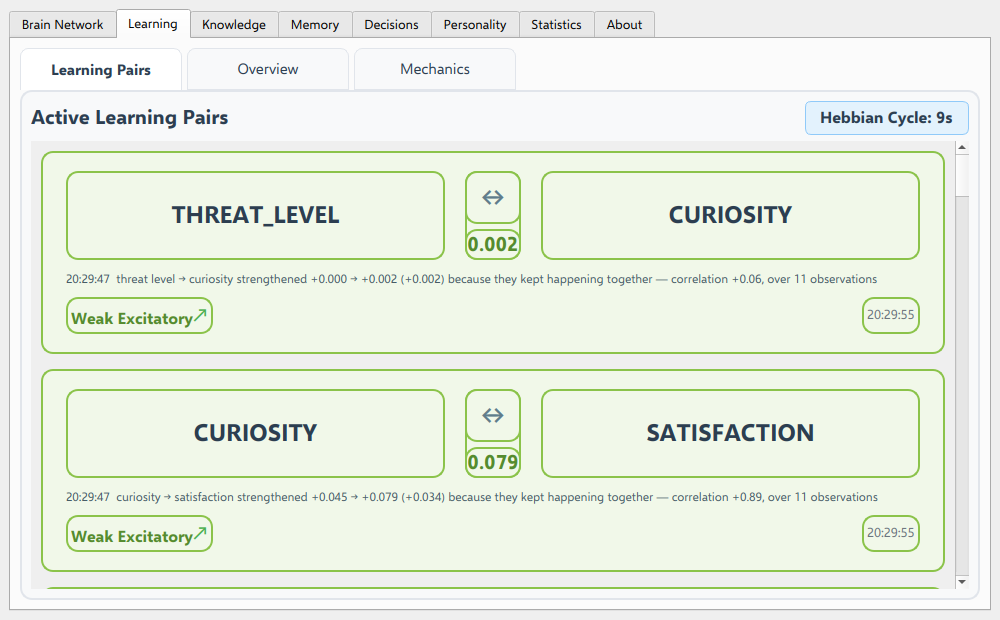 Brain Network Learning Knowledge Memory Decisions Personality Statistics About
Learning Pairs Overview Mechanics
Active Learning Pairs Hebbian Cycle: 9s
THREAT_LEVEL ↔ 0.002 CURIOSITY
20:29:47 threat level → curiosity strengthened +0.000 → +0.002 (+0.002) because they kept happening together — correlation +0.06, over 11 observations
Weak Excitatory↗ 20:29:55
CURIOSITY ↔ 0.079 SATISFACTION
20:29:47 curiosity → satisfaction strengthened +0.045 → +0.079 (+0.034) because they kept happening together — correlation +0.89, over 11 observations
Weak Excitatory↗ 20:29:55